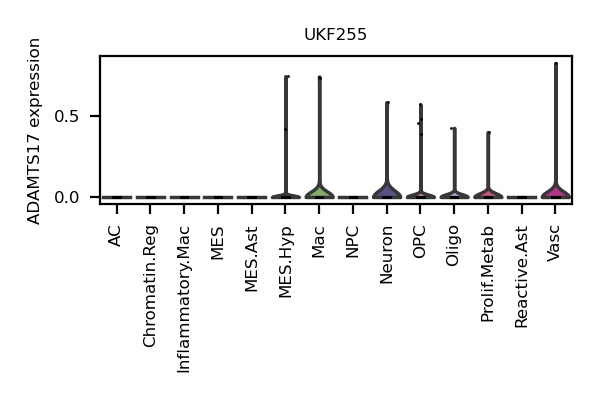 UKF255
ADAMTS17 expression
0.5
0.0
AC
Chromatin.Reg
Inflammatory.Mac
MES
MES.Ast
MES.Hyp
Mac
NPC
Neuron
OPC
Oligo
Prolif.Metab
Reactive.Ast
Vasc